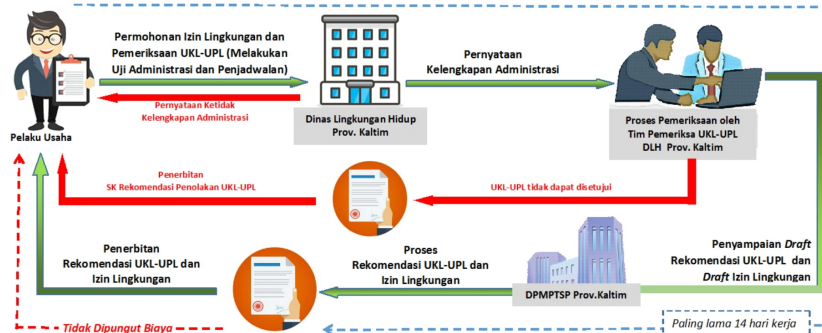 Permohonan Izin Lingkungan dan
Pemeriksaan UKL-UPL (Melakukan
Uji Administrasi dan Penjadwalan)
Pernyataan
Kelengkapan Administrasi
Pernyataan Ketidak
Kelengkapan Administrasi
Pelaku Usaha
Dinas Lingkungan Hidup
Prov. Kaltim
Proses Pemeriksaan oleh
Tim Pemeriksa UKL-UPL
DLH Prov. Kaltim
Penerbitan
SK Rekomendasi Penolakan UKL-UPL
UKL-UPL tidak dapat disetujui
Penerbitan
Rekomendasi UKL-UPL dan
Izin Lingkungan
Proses
Rekomendasi UKL-UPL dan
Izin Lingkungan
DPMPTSP Prov.Kaltim
Penyampaian Draft
Rekomendasi UKL-UPL dan
Draft Izin Lingkungan
Tidak Dipungut Biaya
Paling lama 14 hari kerja